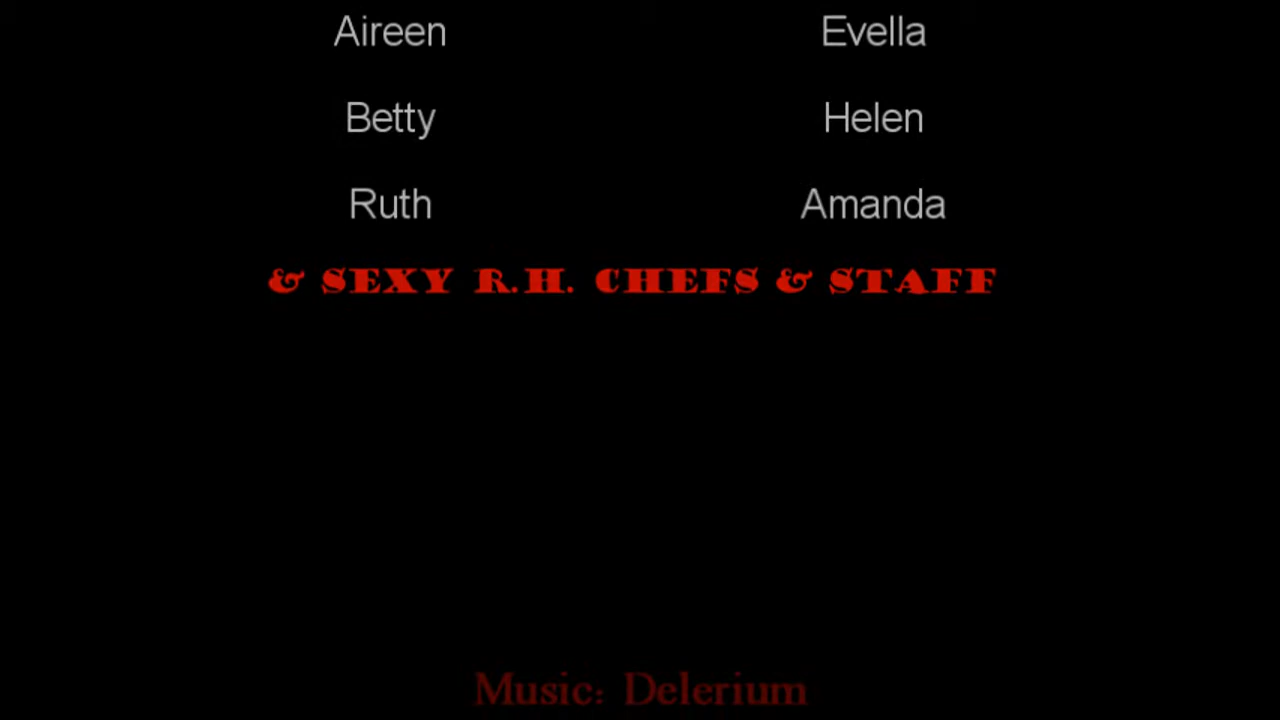 Aireen Evella
Betty Helen
Ruth Amanda
& SEXY R.H. CHEFS & STAFF
Music: Delerium